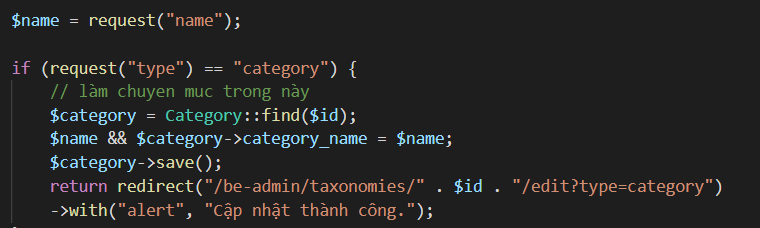 $name = request("name");
if (request("type") == "category") {
// làm chuyen muc trong này
$category = Category::find($id);
$name && $category->category_name = $name;
$category->save();
return redirect("/be-admin/taxonomies/" . $id . "/edit?type=category")
->with("alert", "Cập nhật thành công.");